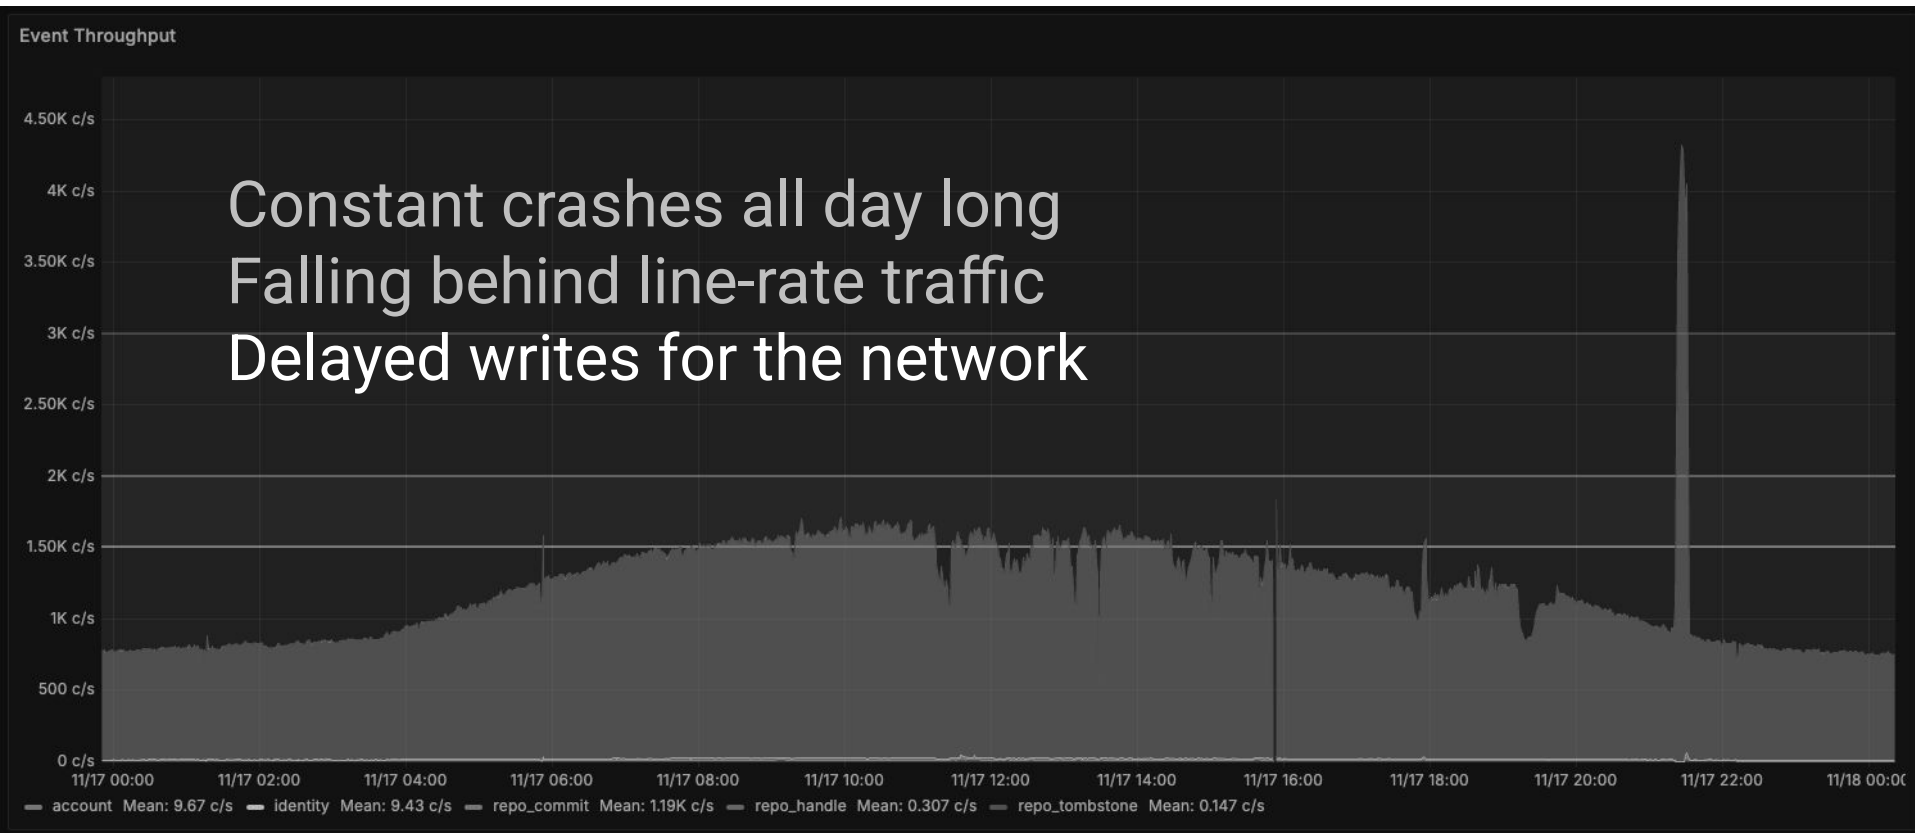 Event Throughput
4.50K c/s
4K c/s
Constant crashes all day long
3.50K c/s
Falling behind line-rate traffic
3K c/s
Delayed writes for the network
2.50K c/s
2K c/s
1.50K c/s
1K c/s
500 c/s
0 c/s
11/17 00:00 11/17 02:00 11/17 04:00 11/17 06:00 11/17 08:00 11/17 10:00 11/17 12:00 11/17 14:00 11/17 16:00 11/17 18:00 11/17 20:00 11/17 22:00 11/18 00:0
account Mean: 9.67 c/s identity Mean: 9.43 c/s repo_commit Mean: 1.19K c/s repo_handle Mean: 0.307 c/s repo_tombstone Mean: 0.147 c/s